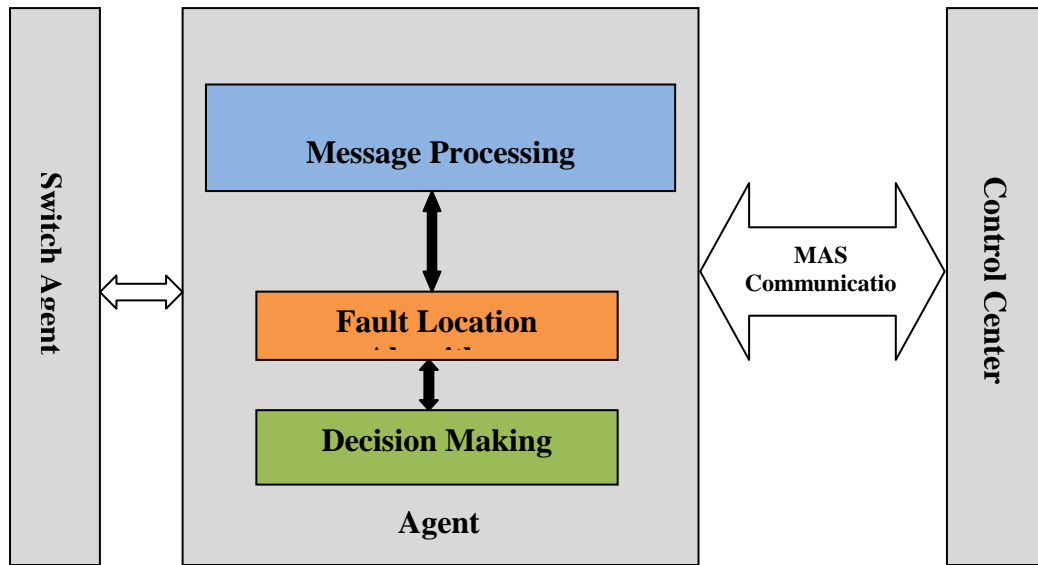 Switch Agent
Message Processing
Fault Location
Decision Making
Agent
MAS
Communicatio
Control Center